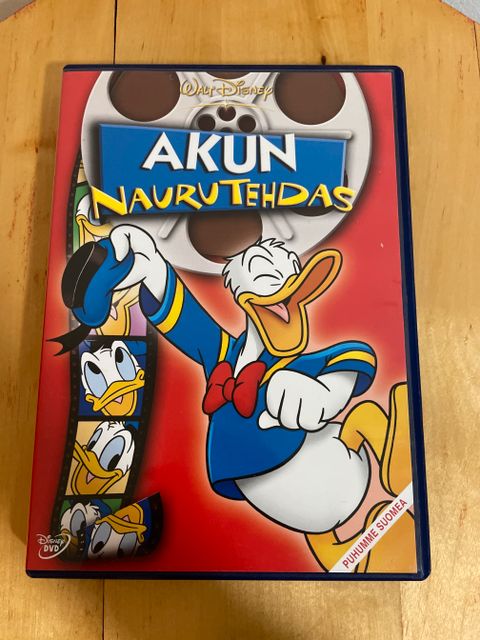 WALT DISNEY
AKUN
NAURUTEHDAS
DISNEY
DVD
PUHUMME SUOMEA